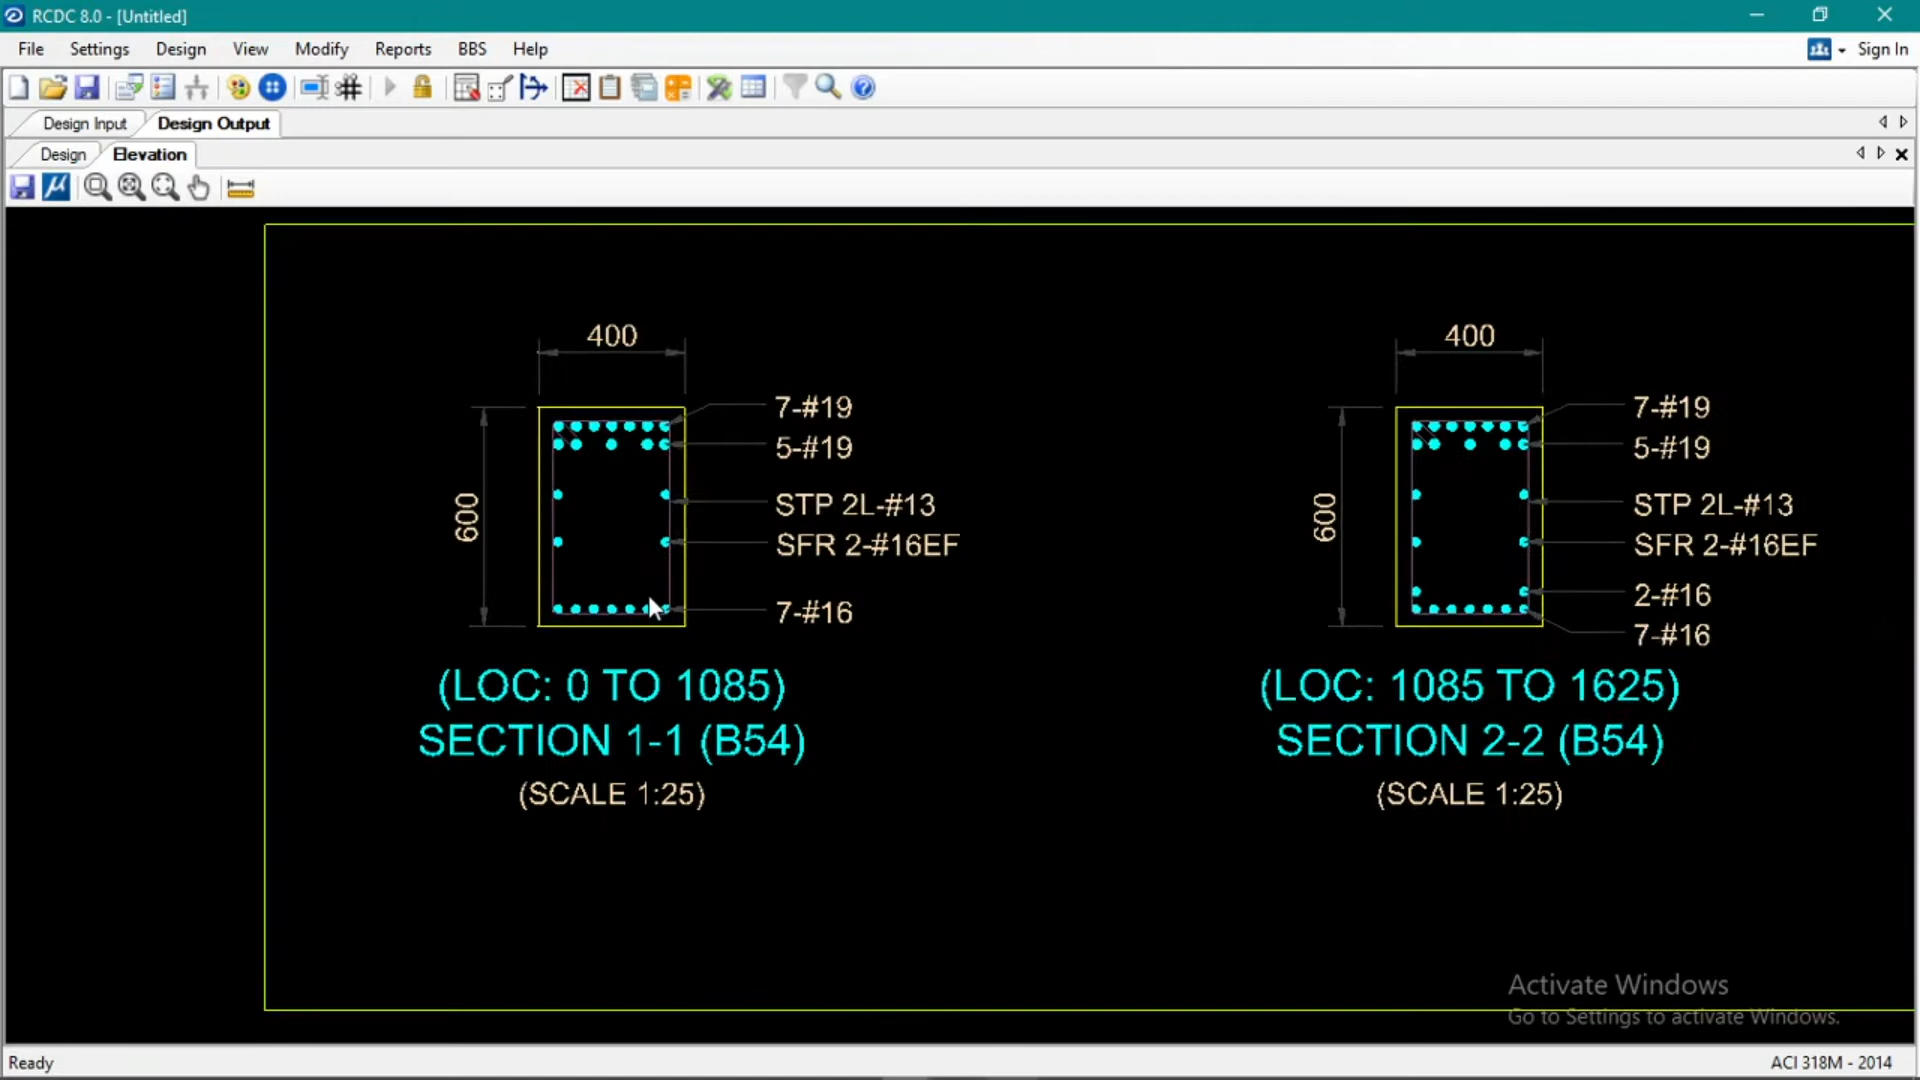 RCDC 8.0 - [Untitled]
File Settings Design View Modify Reports BBS Help Sign In
Design Input Design Output
Design Elevation
400
600
7-#19
5-#19
STP 2L-#13
SFR 2-#16EF
7-#16
(LOC: 0 TO 1085)
SECTION 1-1 (B54)
(SCALE 1:25)
400
600
7-#19
5-#19
STP 2L-#13
SFR 2-#16EF
2-#16
7-#16
(LOC: 1085 TO 1625)
SECTION 2-2 (B54)
(SCALE 1:25)
Activate Windows
Go to Settings to activate Windows.
Ready
ACI 318M - 2014